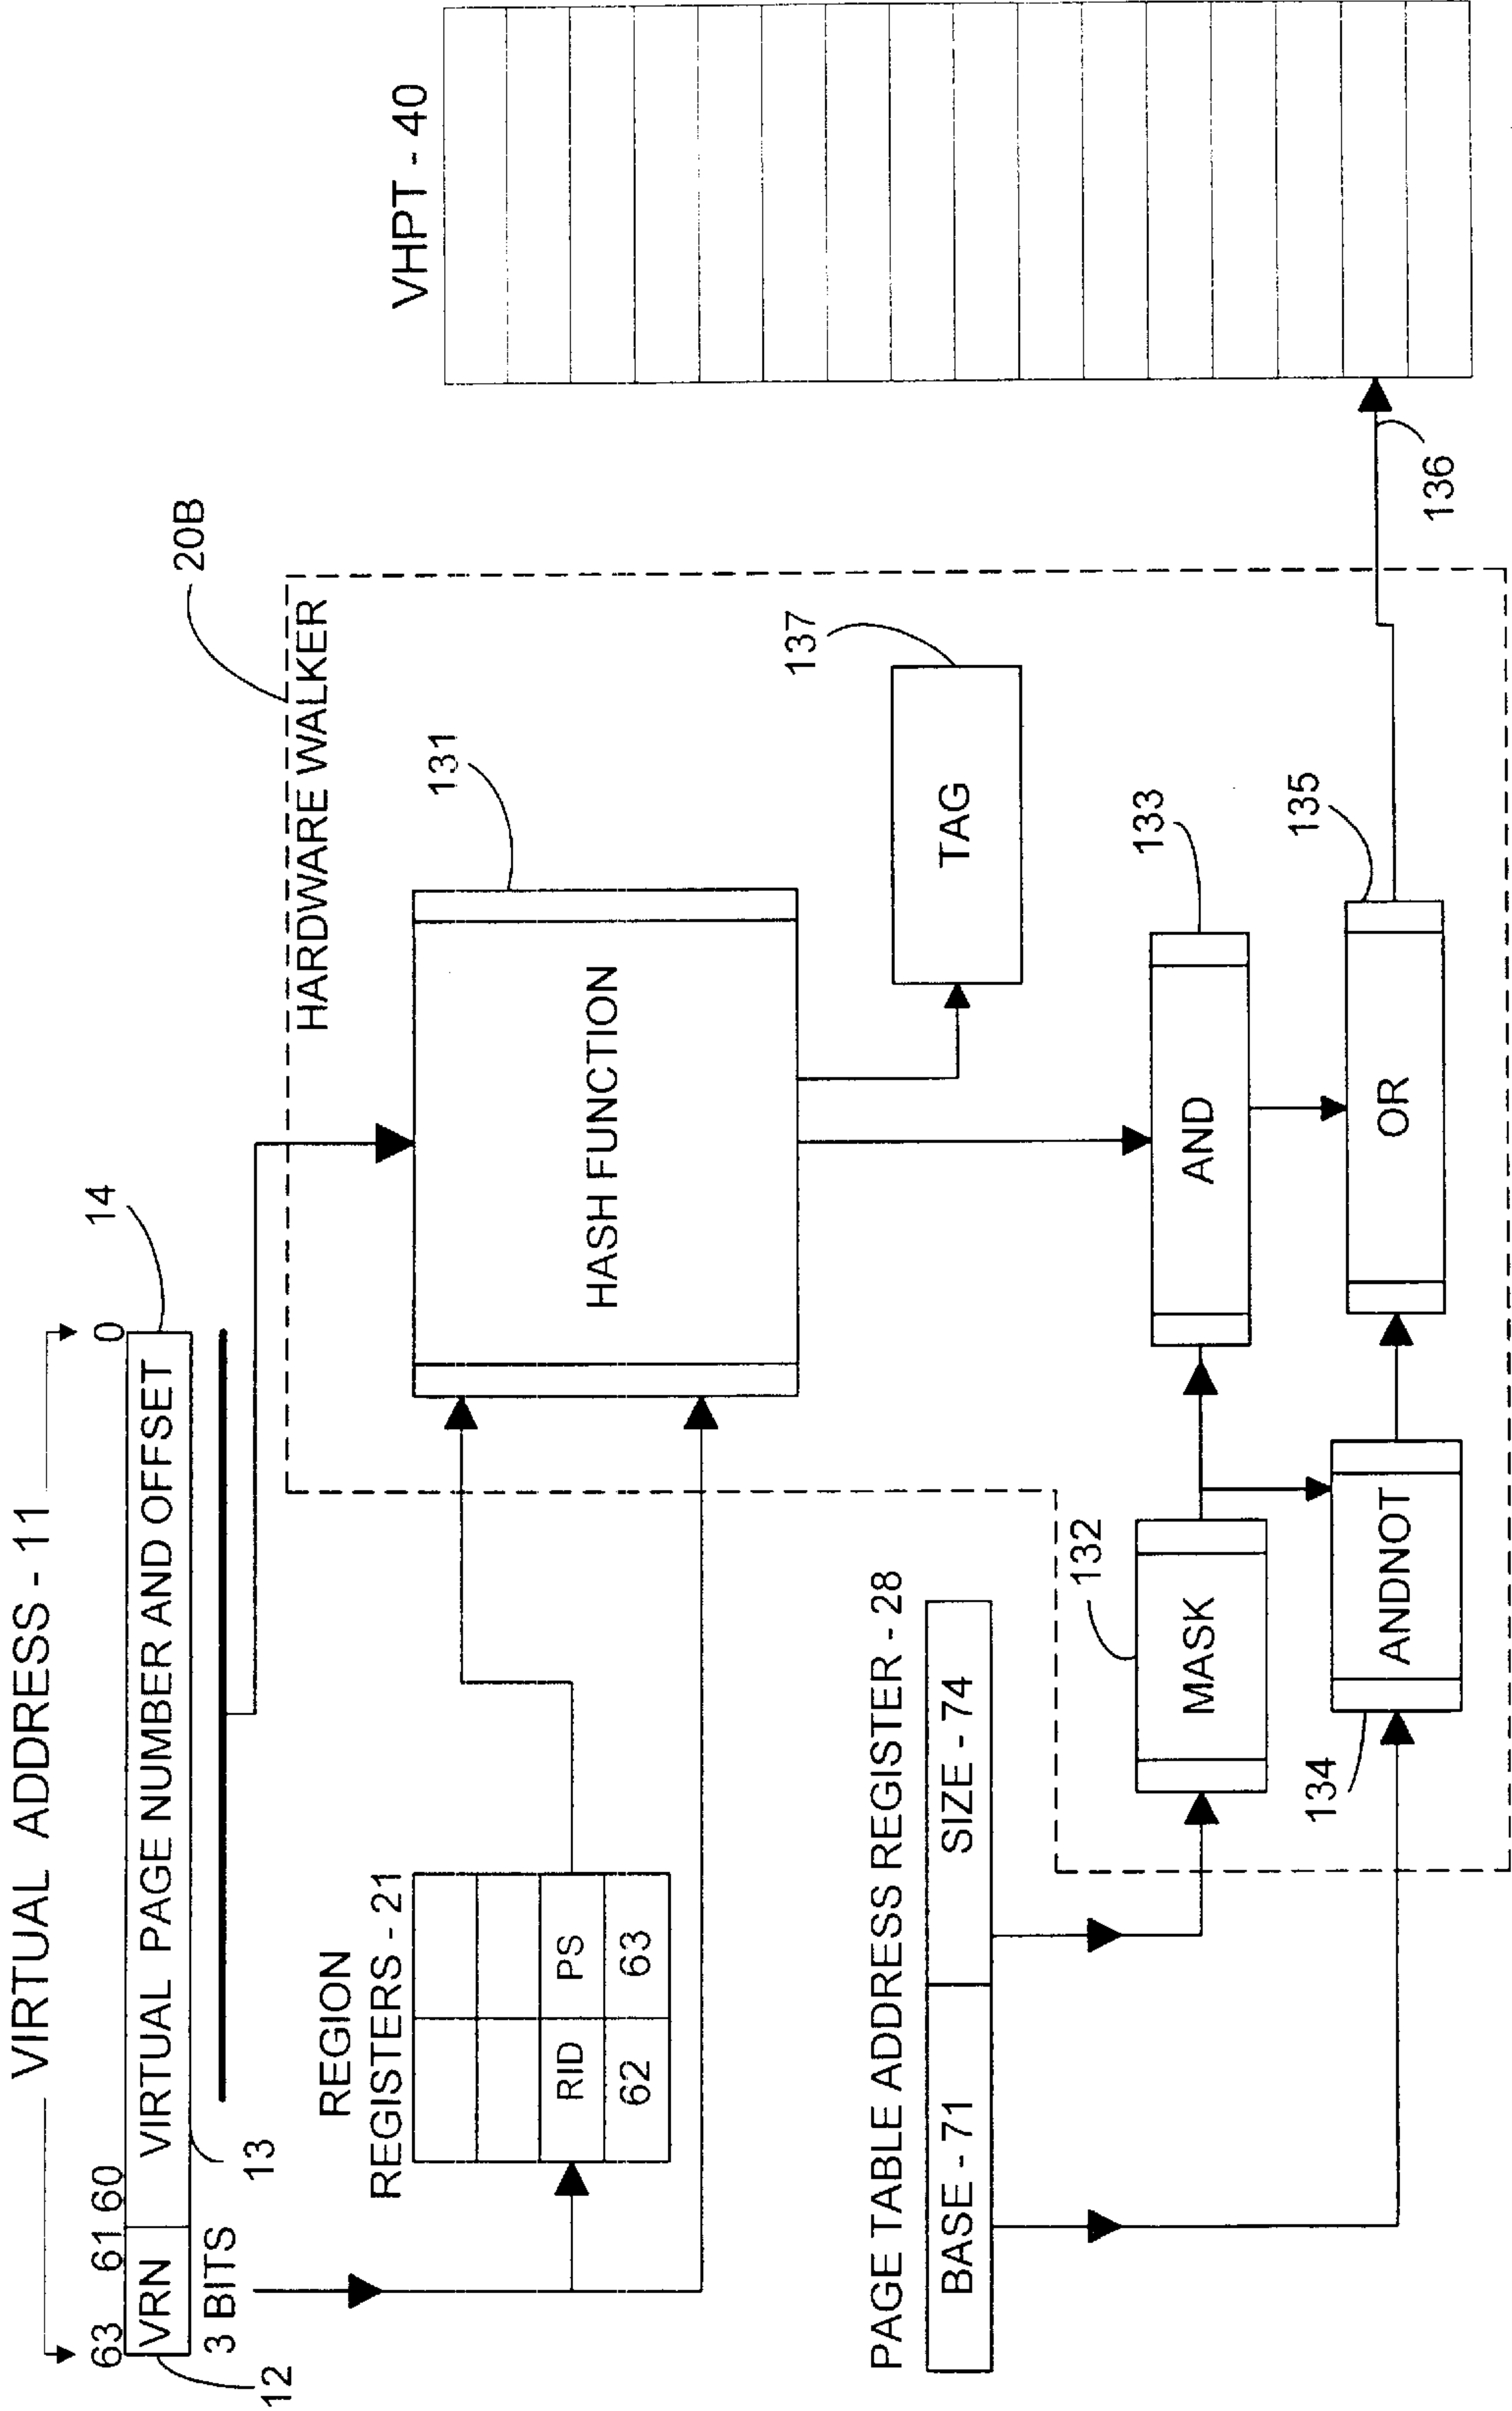 VIRTUAL ADDRESS - 11
63 61 60 0
VRN VIRTUAL PAGE NUMBER AND OFFSET
12 3 BITS 13 14
REGION
REGISTERS - 21
RID PS
62 63
20B
HARDWARE WALKER
HASH FUNCTION
131
TAG
137
VHPT - 40
PAGE TABLE ADDRESS REGISTER - 28
BASE - 71 SIZE - 74
MASK
132
AND
133
ANDNOT
134
OR
135
136